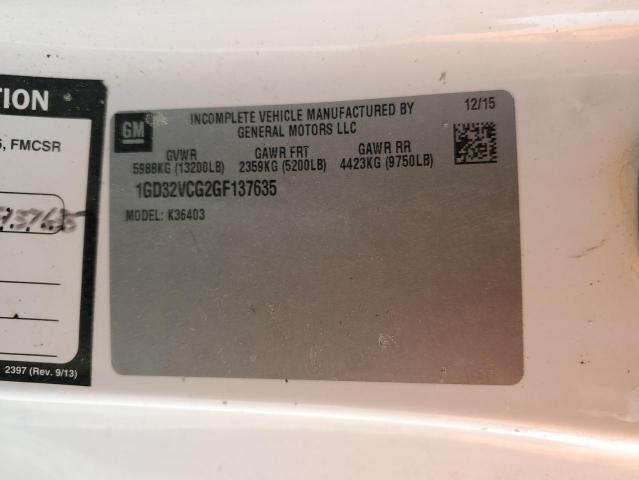 TION
, FMCSR
137635
2397 (Rev. 9/13)
GM
INCOMPLETE VEHICLE MANUFACTURED BY
GENERAL MOTORS LLC
12/15
GVWR GAWR FRT GAWR RR
5988KG (13200LB) 2359KG (5200LB) 4423KG (9750LB)
1GD32VCG2GF137635
MODEL: K36403